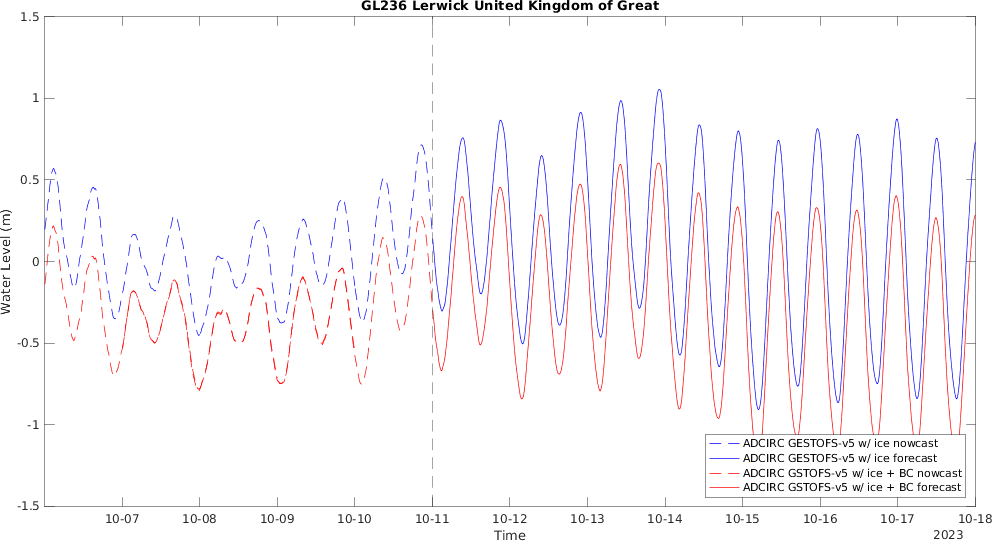 GL236 Lerwick United Kingdom of Great
1.5
1
0.5
0
-0.5
-1
-1.5
Water Level (m)
ADCIRC GESTOFS-v5 w/ ice nowcast
ADCIRC GESTOFS-v5 w/ ice forecast
ADCIRC GSTOFS-v5 w/ ice + BC nowcast
ADCIRC GSTOFS-v5 w/ ice + BC forecast
10-07 10-08 10-09 10-10 10-11 10-12 10-13 10-14 10-15 10-16 10-17 10-18
Time
2023